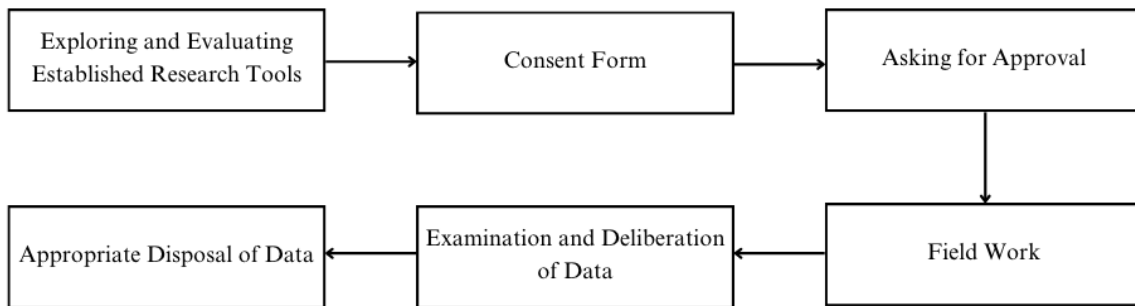 Exploring and Evaluating
Established Research Tools
Consent Form
Asking for Approval
Field Work
Examination and Deliberation
of Data
Appropriate Disposal of Data